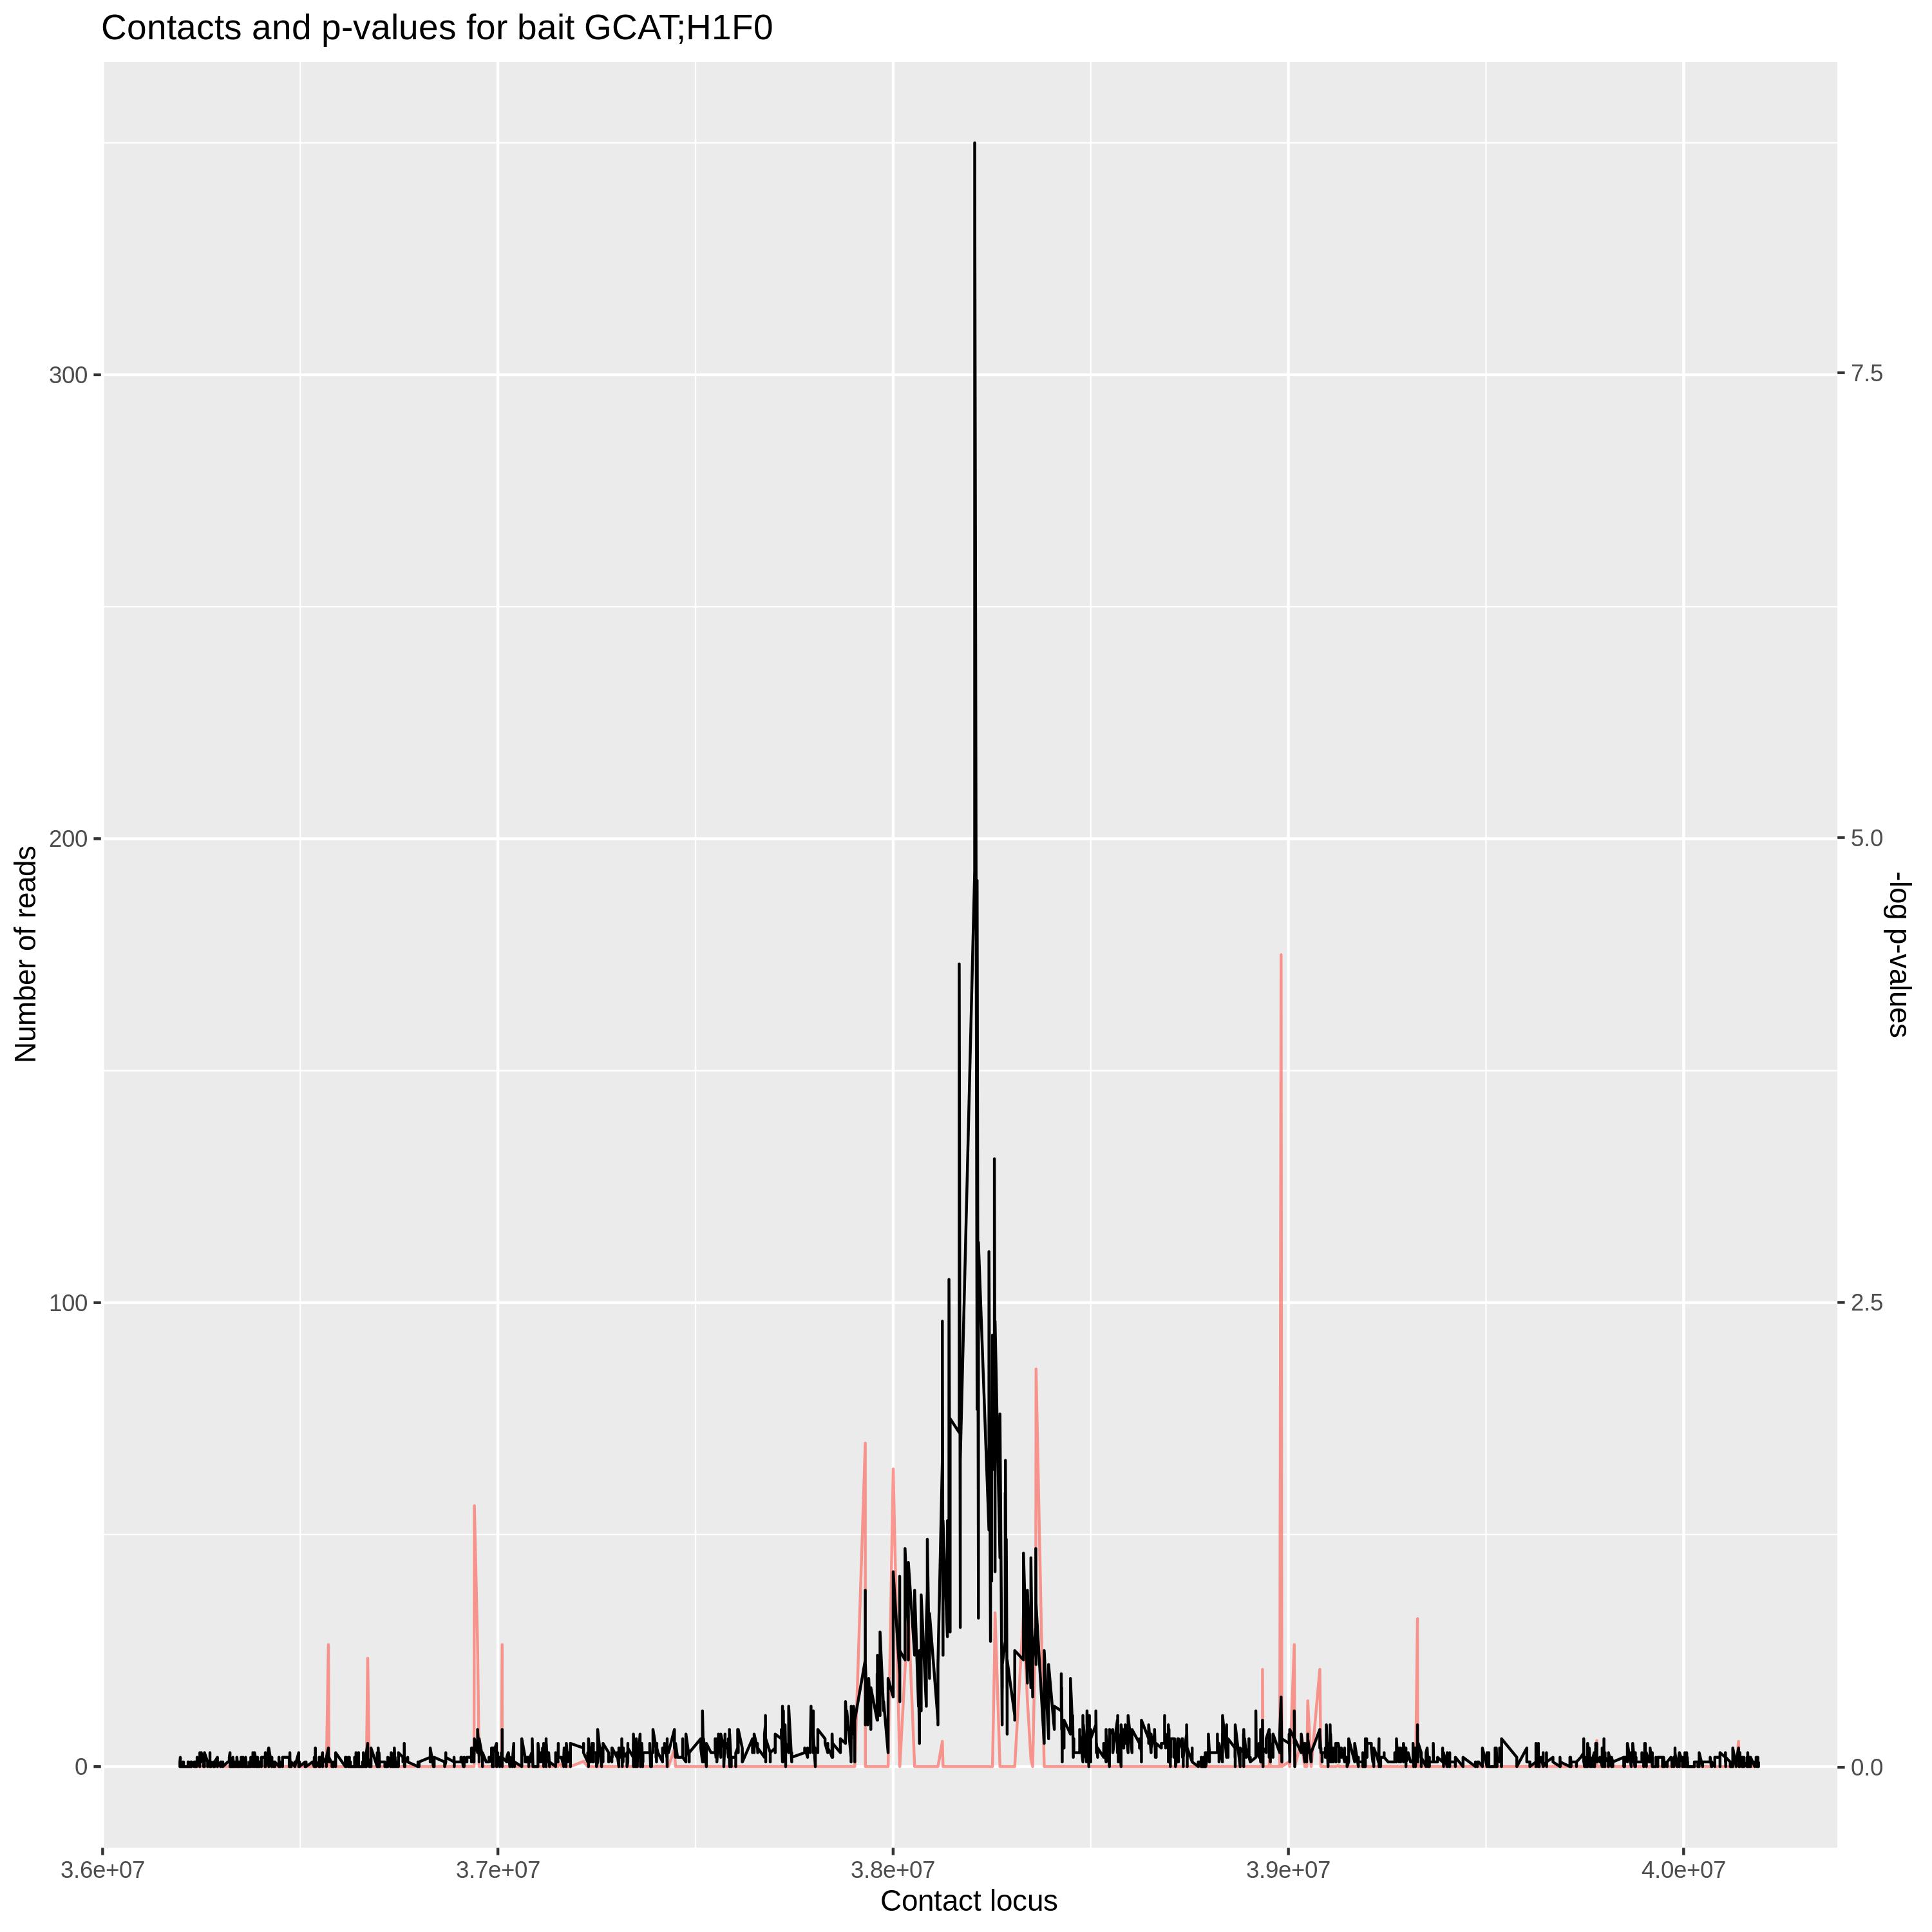 Contacts and p-values for bait GCAT;H1F0
300
200
100
0
Number of reads
7.5
5.0
2.5
0.0
-log p-values
3.6e+07 3.7e+07 3.8e+07 3.9e+07 4.0e+07
Contact locus